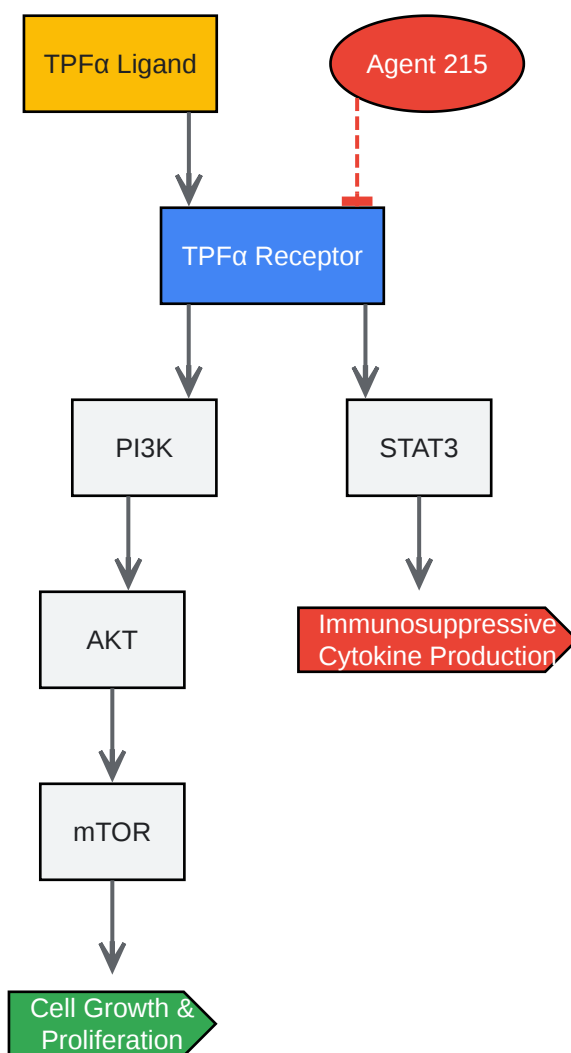 TPFα Ligand
Agent 215
TPFα Receptor
PI3K
STAT3
AKT
Immunosuppressive
Cytokine Production
mTOR
Cell Growth &
Proliferation